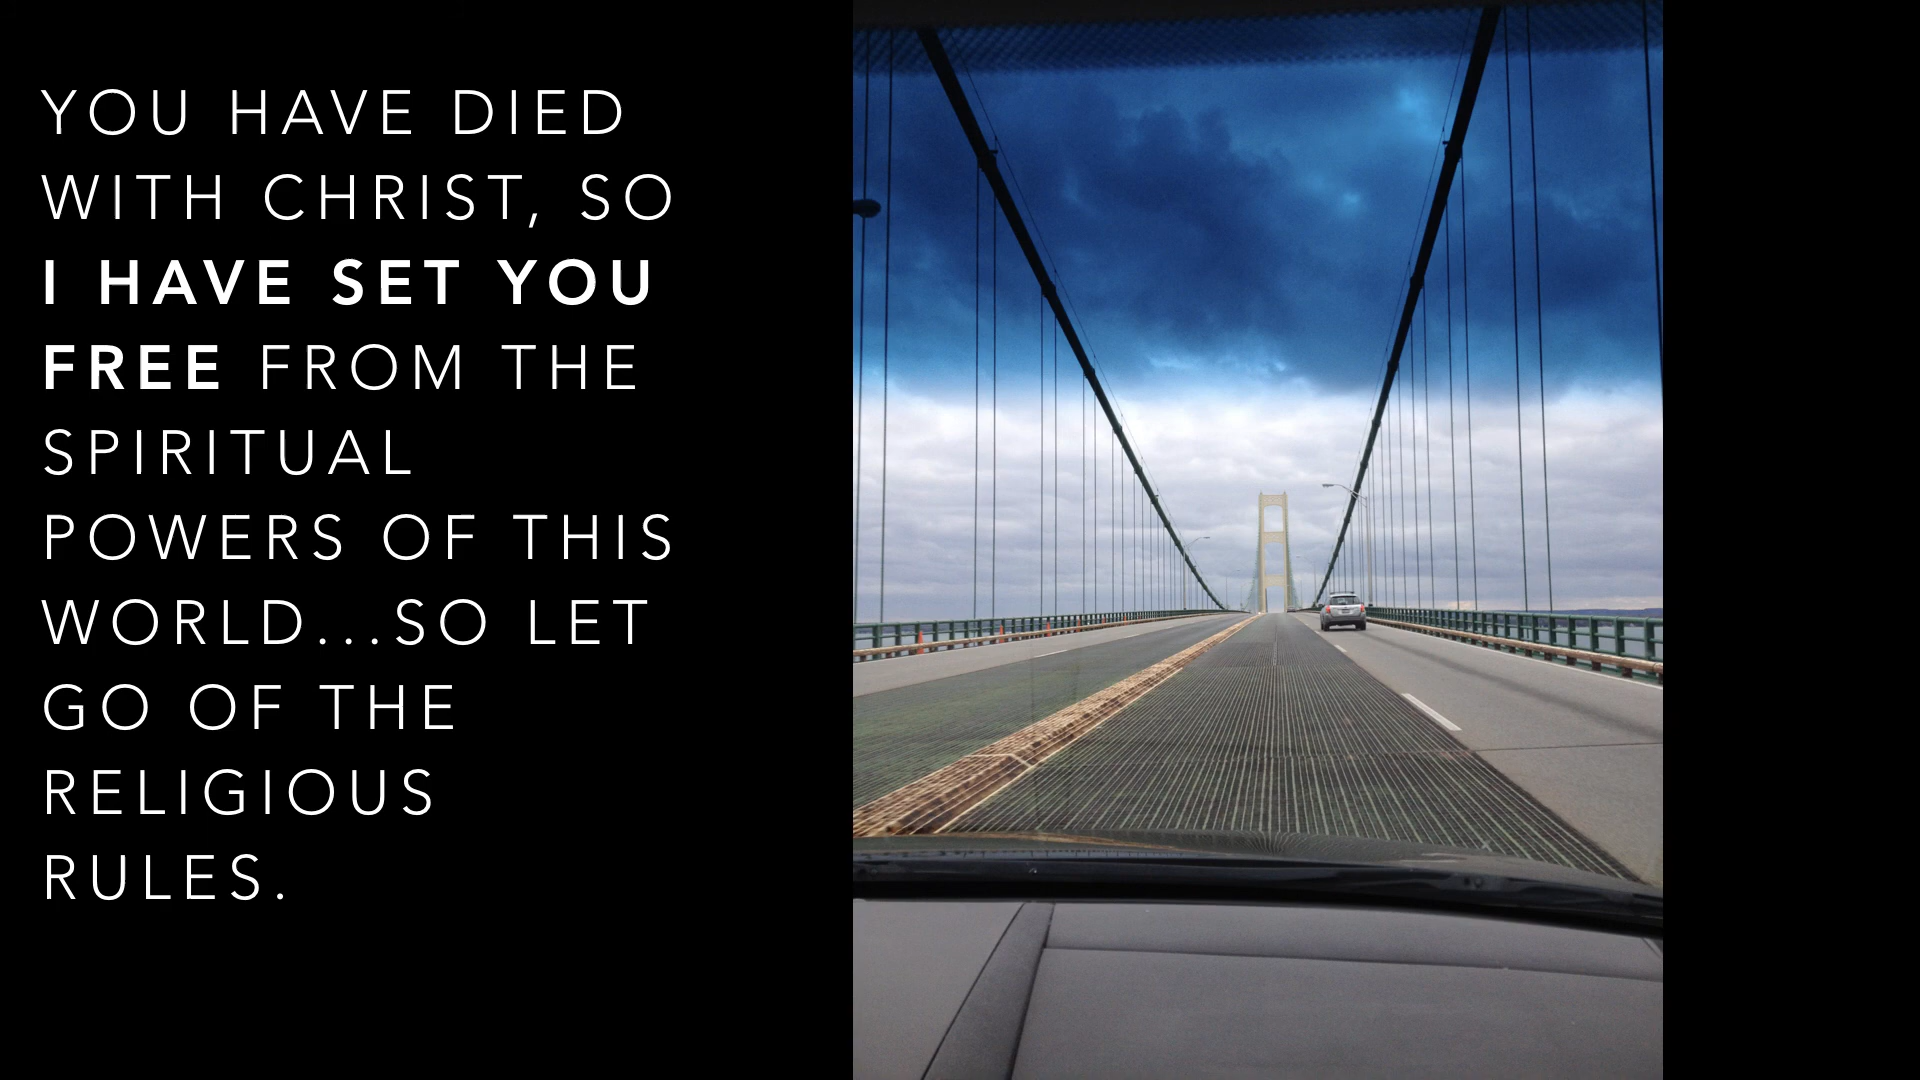 YOU HAVE DIED
WITH CHRIST, SO
I HAVE SET YOU
FREE FROM THE
SPIRITUAL
POWERS OF THIS
WORLD...SO LET
GO OF THE
RELIGIOUS
RULES.